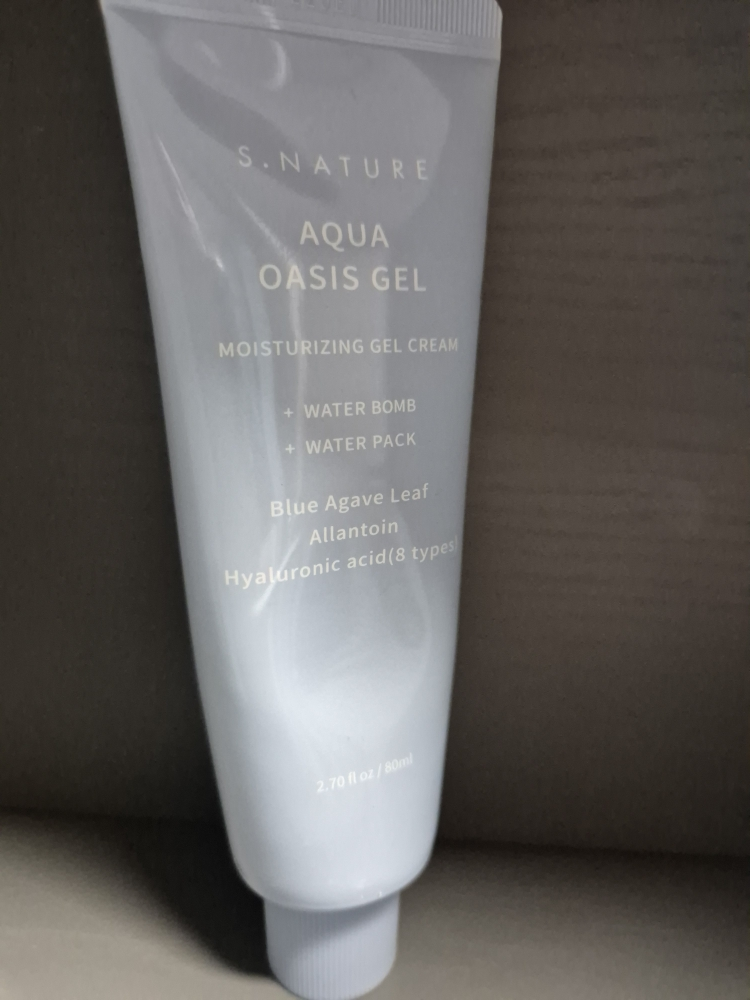 S.NATURE
AQUA
OASIS GEL
MOISTURIZING GEL CREAM
+ WATER BOMB
+ WATER PACK
Blue Agave Leaf
Allantoin
Hyaluronic acid(8 types)
2.70 fl oz / 80ml